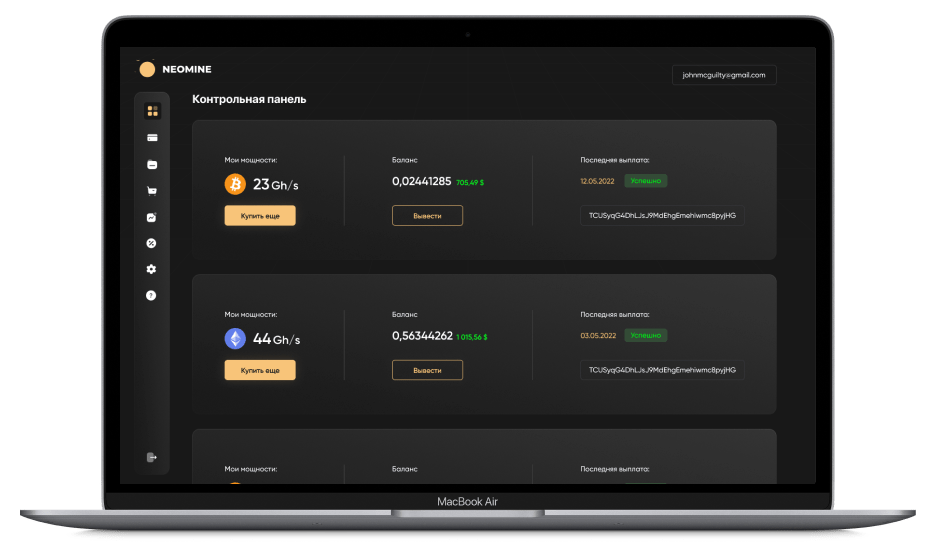 NEOMINE
johnmcguilty@gmail.com
Контрольная панель
Мои мощности:
Баланс
Последняя выплата:
23 Gh/s
0,02441285 705,49 $
12.05.2022 Успешно
Купить еще
Вывести
TCUSyqG4DhLJsJ9MdEhgEmehiwmc8pyjHG
Мои мощности:
Баланс
Последняя выплата:
44 Gh/s
0,56344262 1 015,56 $
03.05.2022 Успешно
Купить еще
Вывести
TCUSyqG4DhLJsJ9MdEhgEmehiwmc8pyjHG
Мои мощности:
Баланс
Последняя выплата:
MacBook Air